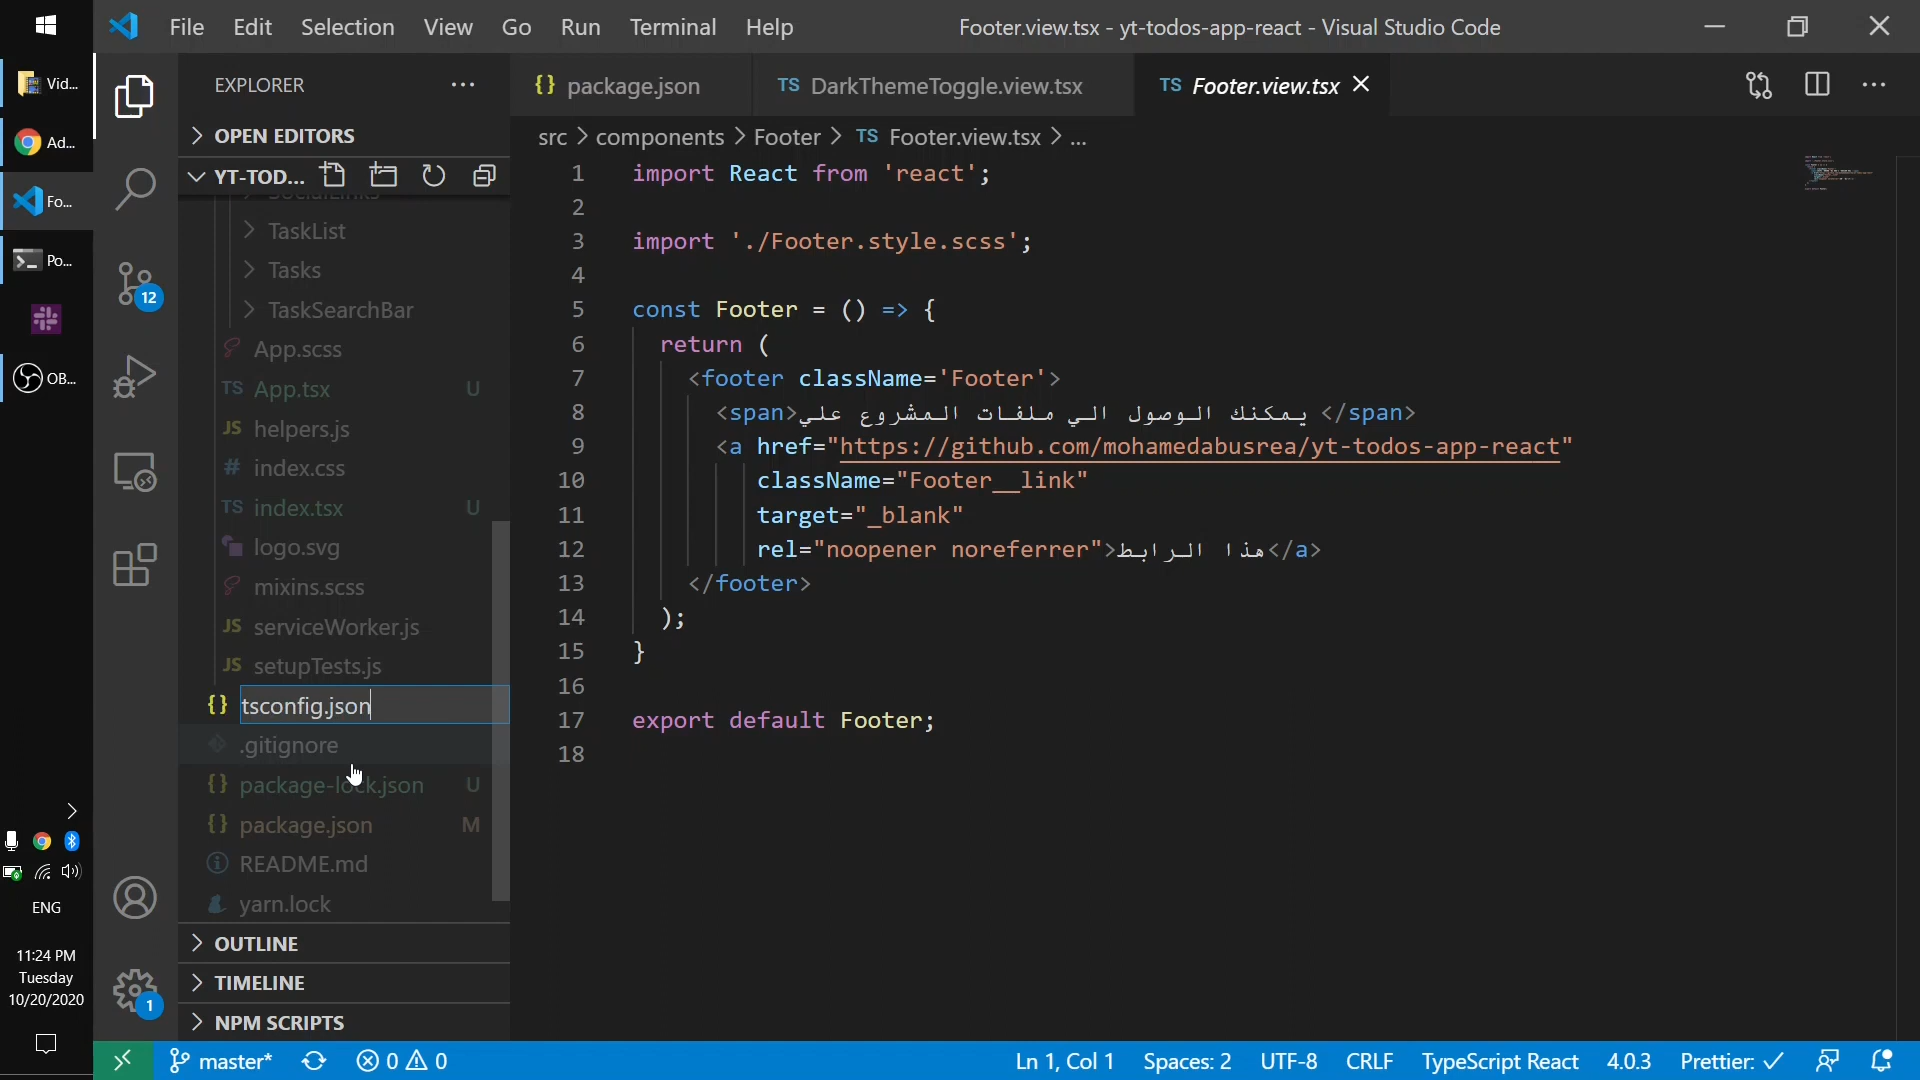 File Edit Selection View Go Run Terminal Help
Footer.view.tsx - yt-todos-app-react - Visual Studio Code
Vid...
Ad...
Fo...
Po...
OB...
ENG
11:24 PM
Tuesday
10/20/2020
12
1
EXPLORER
OPEN EDITORS
YT-TOD...
SocialLinks
TaskList
Tasks
TaskSearchBar
App.scss
TS App.tsx U
JS helpers.js
# index.css
TS index.tsx U
logo.svg
mixins.scss
JS serviceWorker.js
JS setupTests.js
{} tsconfig.json
.gitignore
{} package-lock.json U
{} package.json M
README.md
yarn.lock
OUTLINE
TIMELINE
NPM SCRIPTS
{} package.json
TS DarkThemeToggle.view.tsx
TS Footer.view.tsx
src > components > Footer > TS Footer.view.tsx > ...
1 import React from 'react';
2
3 import './Footer.style.scss';
4
5 const Footer = () => {
6 return (
7 <footer className='Footer'>
8 <span>يمكنك الوصول الي ملفات المشروع علي </span>
9 <a href="https://github.com/mohamedabusrea/yt-todos-app-react"
10 className="Footer__link"
11 target="_blank"
12 rel="noopener noreferrer">هذا الرابط</a>
13 </footer>
14 );
15 }
16
17 export default Footer;
18
master* 0 0
Ln 1, Col 1 Spaces: 2 UTF-8 CRLF TypeScript React 4.0.3 Prettier: ✓